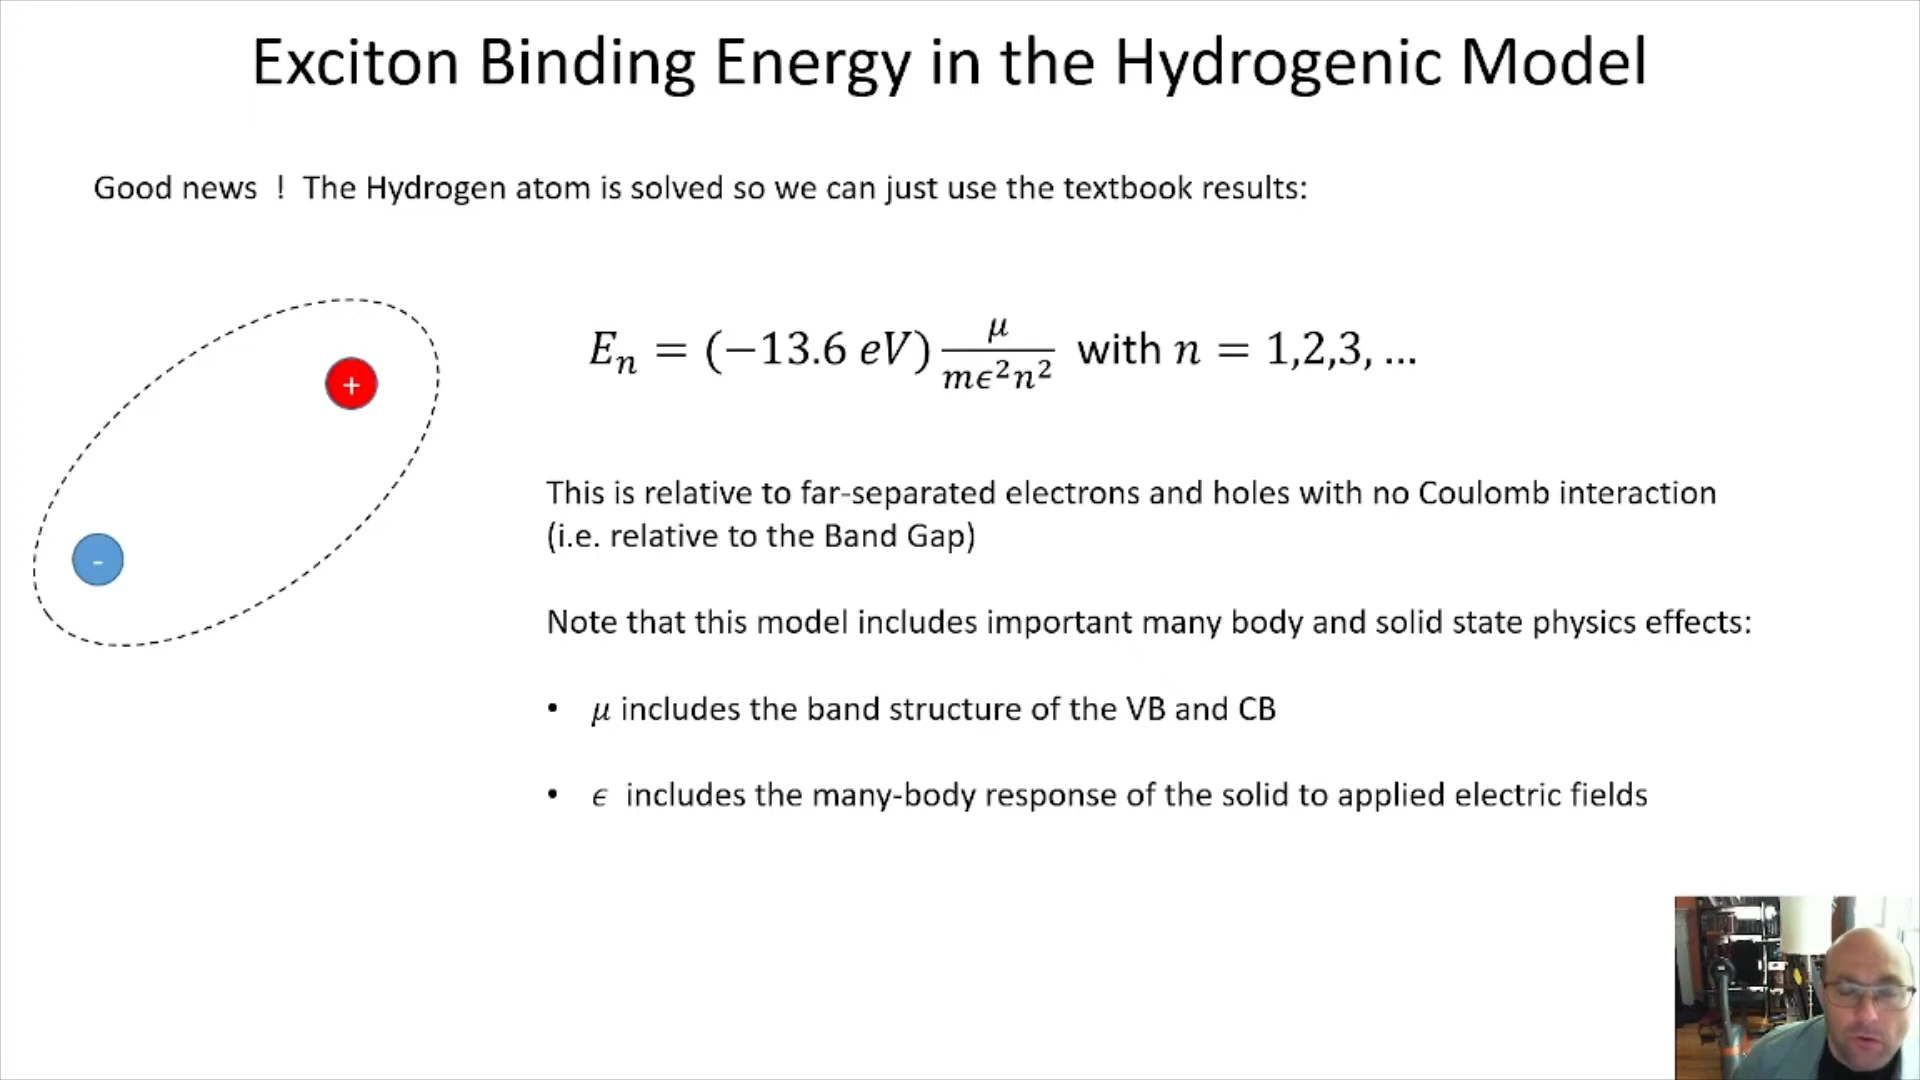 Exciton Binding Energy in the Hydrogenic Model
Good news ! The Hydrogen atom is solved so we can just use the textbook results:
+
-
Eₙ = (−13.6 eV) μ/(mϵ²n²) with n = 1,2,3, …
This is relative to far-separated electrons and holes with no Coulomb interaction
(i.e. relative to the Band Gap)
Note that this model includes important many body and solid state physics effects:
• μ includes the band structure of the VB and CB
• ϵ includes the many-body response of the solid to applied electric fields